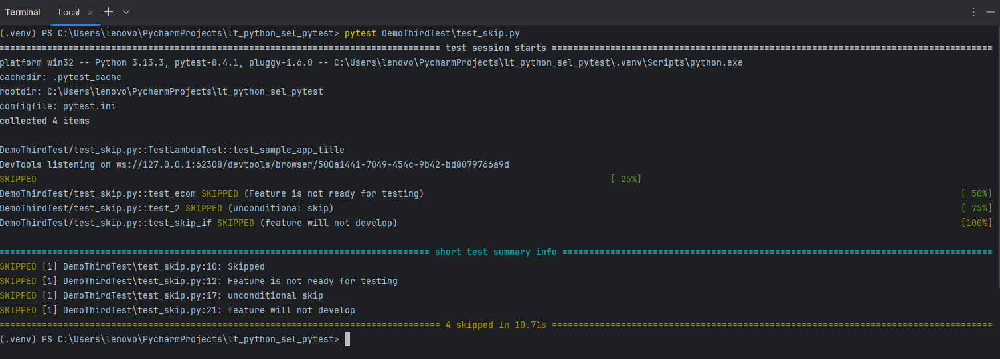 Terminal Local
(.venv) PS C:\Users\lenovo\PycharmProjects\lt_python_sel_pytest> pytest DemoThirdTest\test_skip.py
=================================================================================== test session starts ===================================================================================
platform win32 -- Python 3.13.3, pytest-8.4.1, pluggy-1.6.0 -- C:\Users\lenovo\PycharmProjects\lt_python_sel_pytest\.venv\Scripts\python.exe
cachedir: .pytest_cache
rootdir: C:\Users\lenovo\PycharmProjects\lt_python_sel_pytest
configfile: pytest.ini
collected 4 items
DemoThirdTest/test_skip.py::TestLambdaTest::test_sample_app_title
DevTools listening on ws://127.0.0.1:62308/devtools/browser/500a1441-7049-454c-9b42-bd8079766a9d
SKIPPED [ 25%]
DemoThirdTest/test_skip.py::test_ecom SKIPPED (Feature is not ready for testing) [ 50%]
DemoThirdTest/test_skip.py::test_2 SKIPPED (unconditional skip) [ 75%]
DemoThirdTest/test_skip.py::test_skip_if SKIPPED (feature will not develop) [100%]
================================================================================= short test summary info =================================================================================
SKIPPED [1] DemoThirdTest\test_skip.py:10: Skipped
SKIPPED [1] DemoThirdTest\test_skip.py:12: Feature is not ready for testing
SKIPPED [1] DemoThirdTest\test_skip.py:17: unconditional skip
SKIPPED [1] DemoThirdTest\test_skip.py:21: feature will not develop
=================================================================================== 4 skipped in 10.71s ===================================================================================
(.venv) PS C:\Users\lenovo\PycharmProjects\lt_python_sel_pytest>